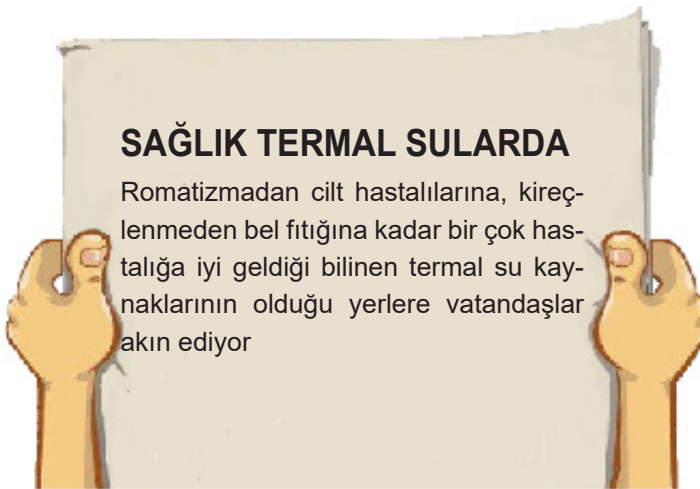 SAĞLIK TERMAL SULARDA
Romatizmadan cilt hastalılarına, kireç-
lenmeden bel fıtığına kadar bir çok has-
talığa iyi geldiği bilinen termal su kay-
naklarının olduğu yerlere vatandaşlar
akın ediyor